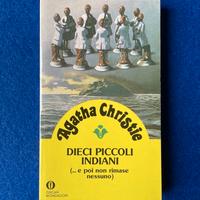 Agatha Christie
DIECI PICCOLI
INDIANI
(... e poi non rimase
nessuno)
OSCAR
MONDADORI